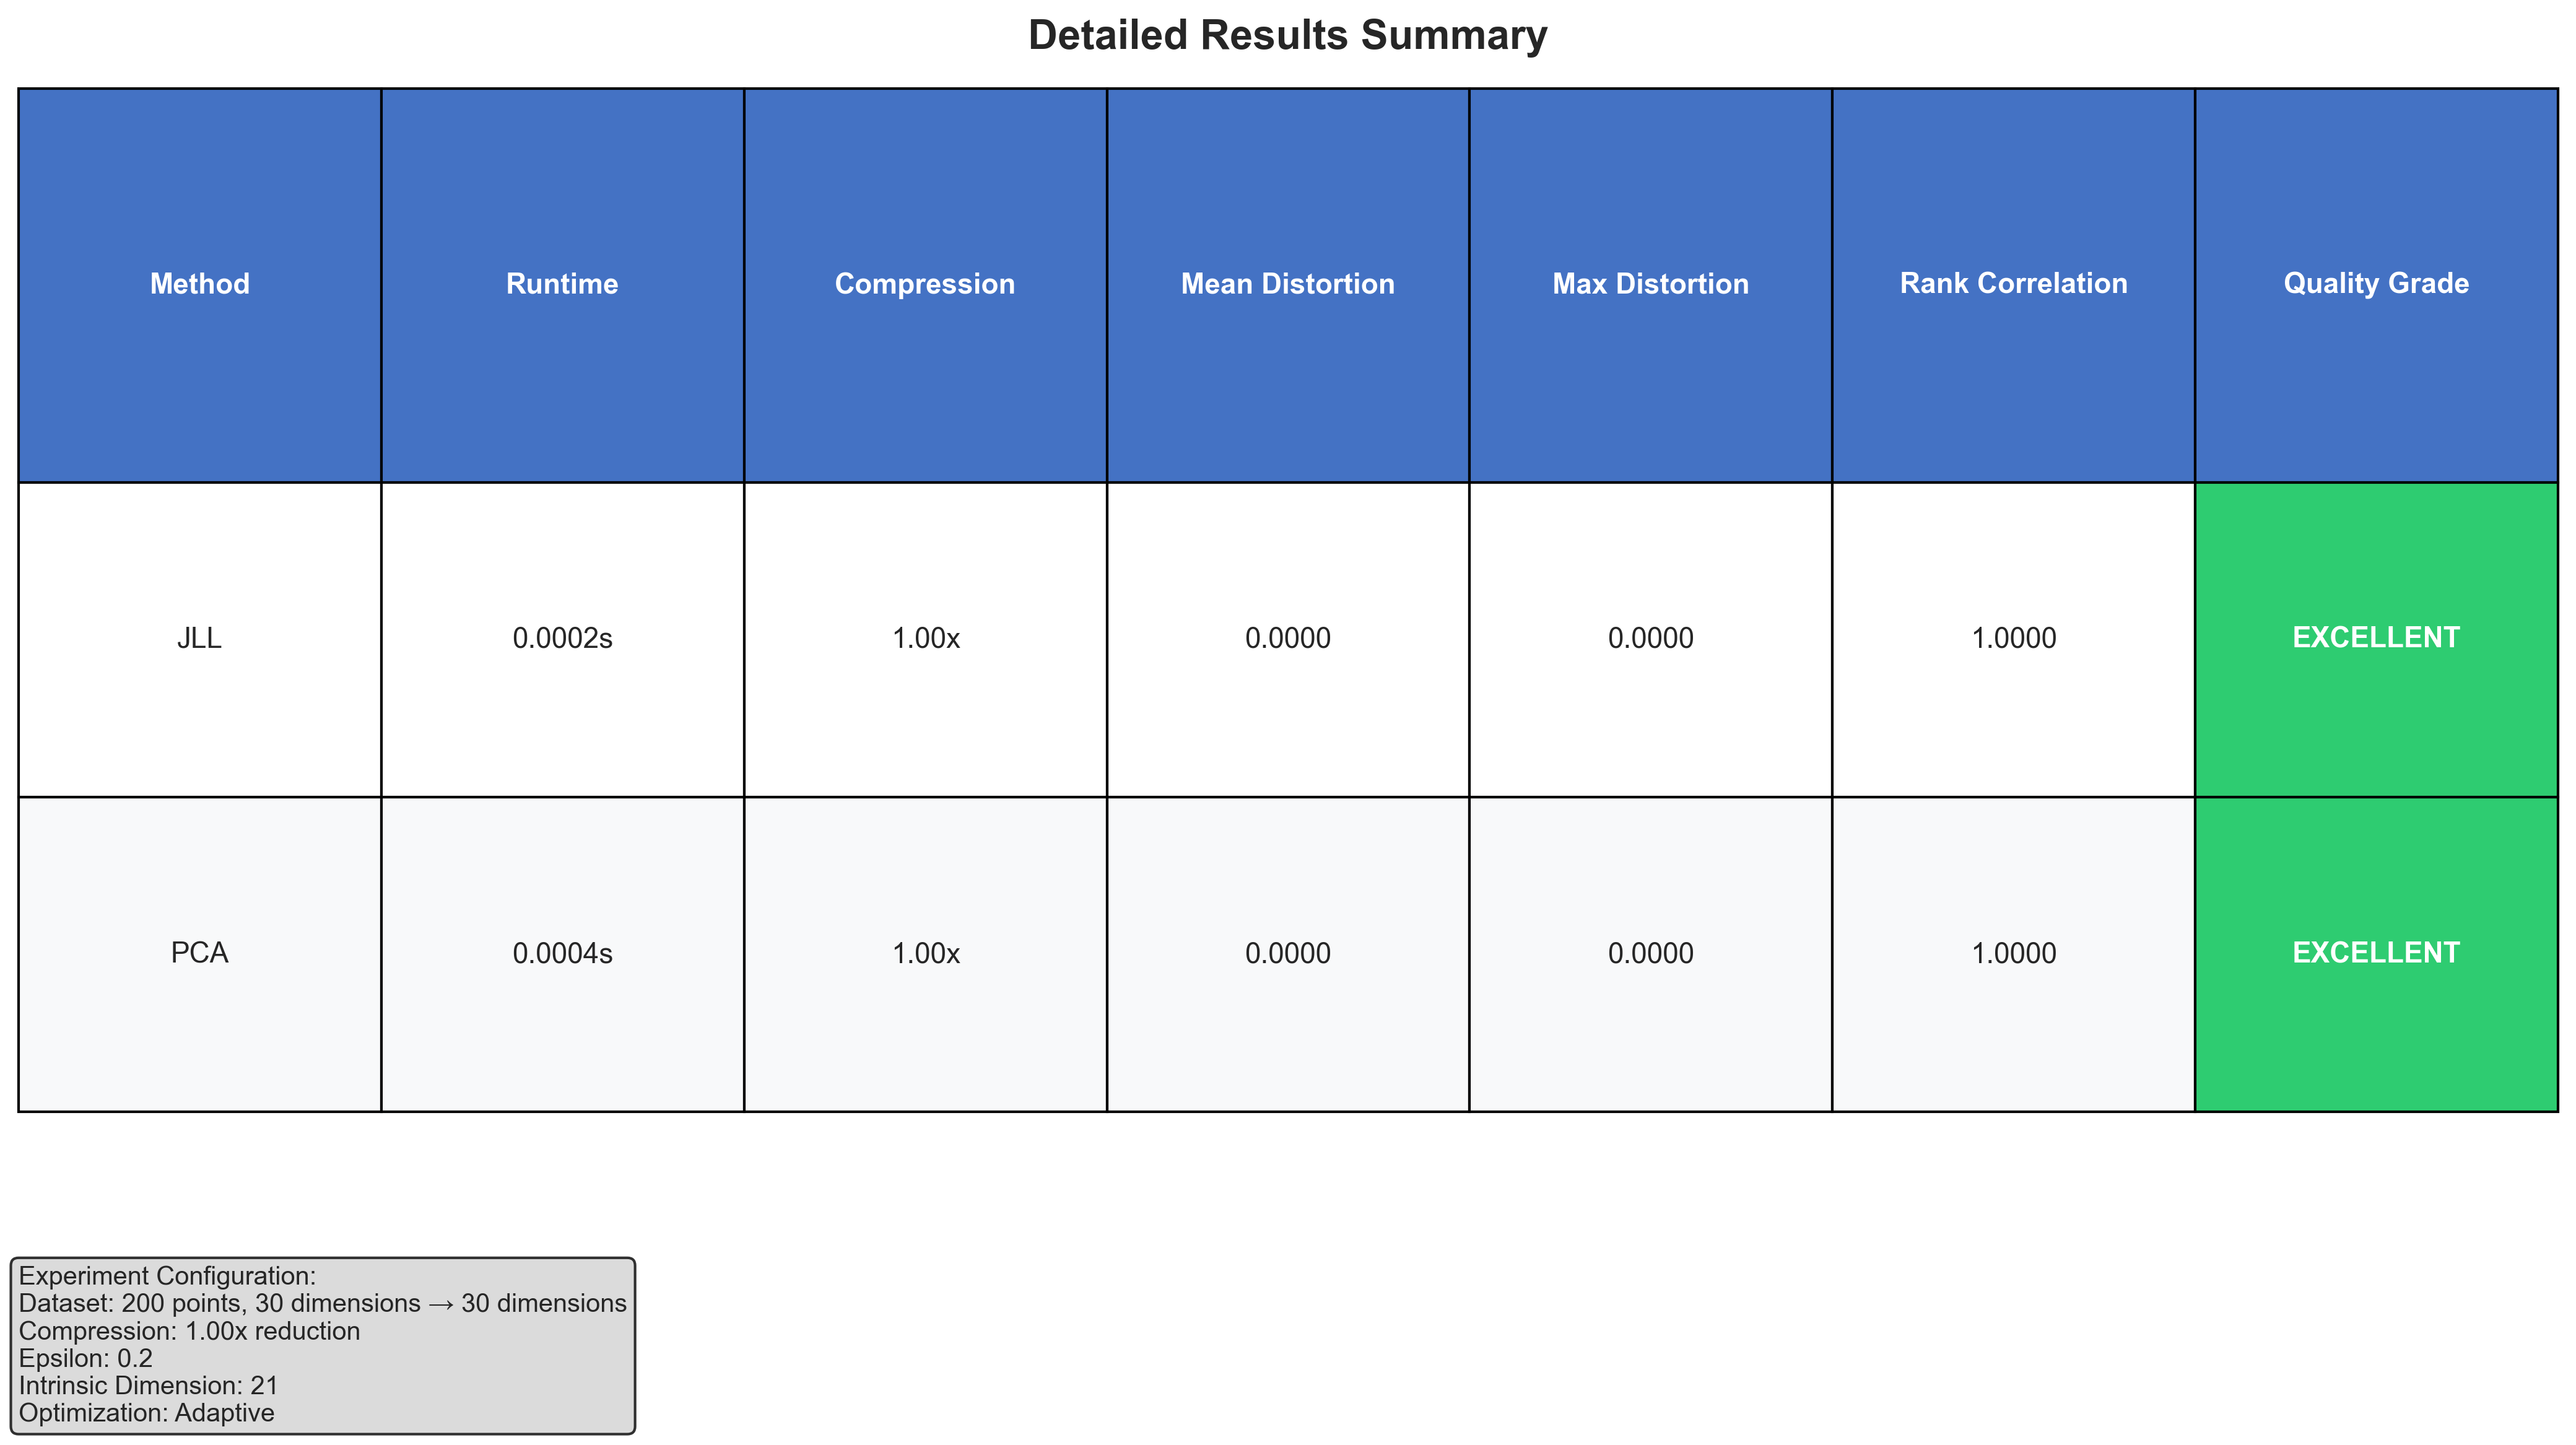 Detailed Results Summary
Method Runtime Compression Mean Distortion Max Distortion Rank Correlation Quality Grade
JLL 0.0002s 1.00x 0.0000 0.0000 1.0000 EXCELLENT
PCA 0.0004s 1.00x 0.0000 0.0000 1.0000 EXCELLENT
Experiment Configuration:
Dataset: 200 points, 30 dimensions → 30 dimensions
Compression: 1.00x reduction
Epsilon: 0.2
Intrinsic Dimension: 21
Optimization: Adaptive